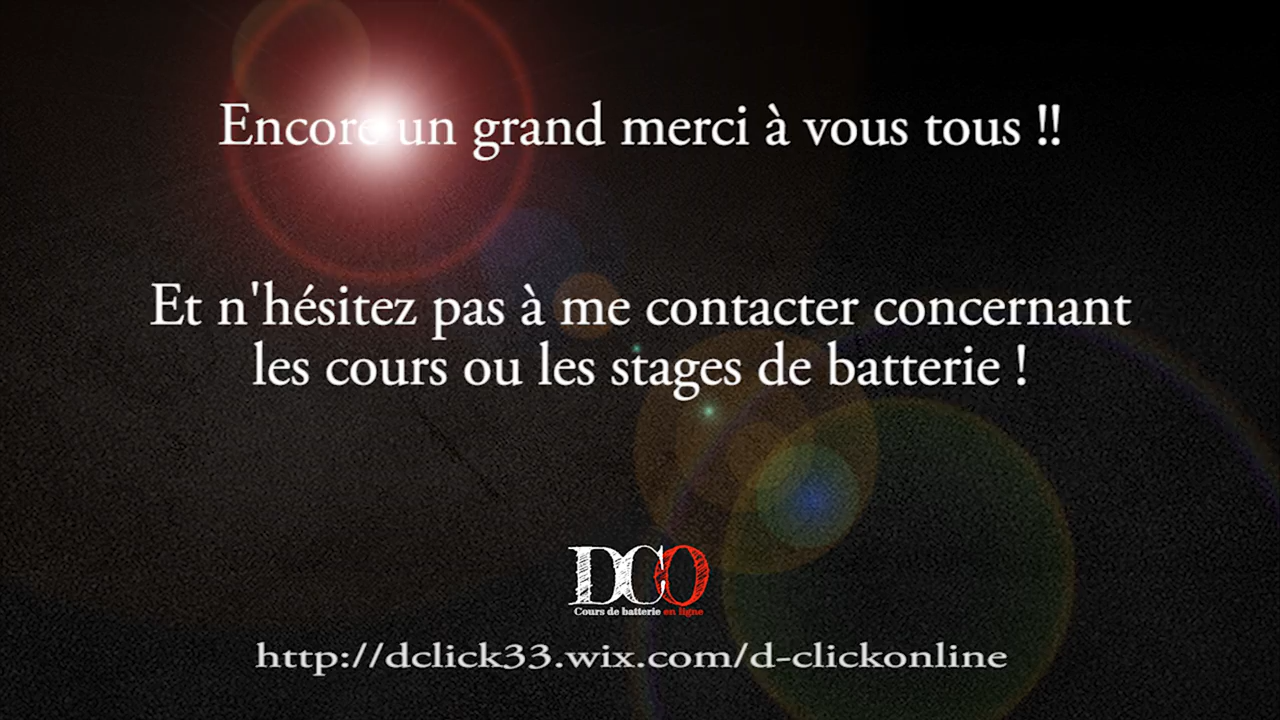 Encore un grand merci à vous tous !!
Et n'hésitez pas à me contacter concernant
les cours ou les stages de batterie !
DCO
Cours de batterie en ligne
http://dclick33.wix.com/d-clickonline